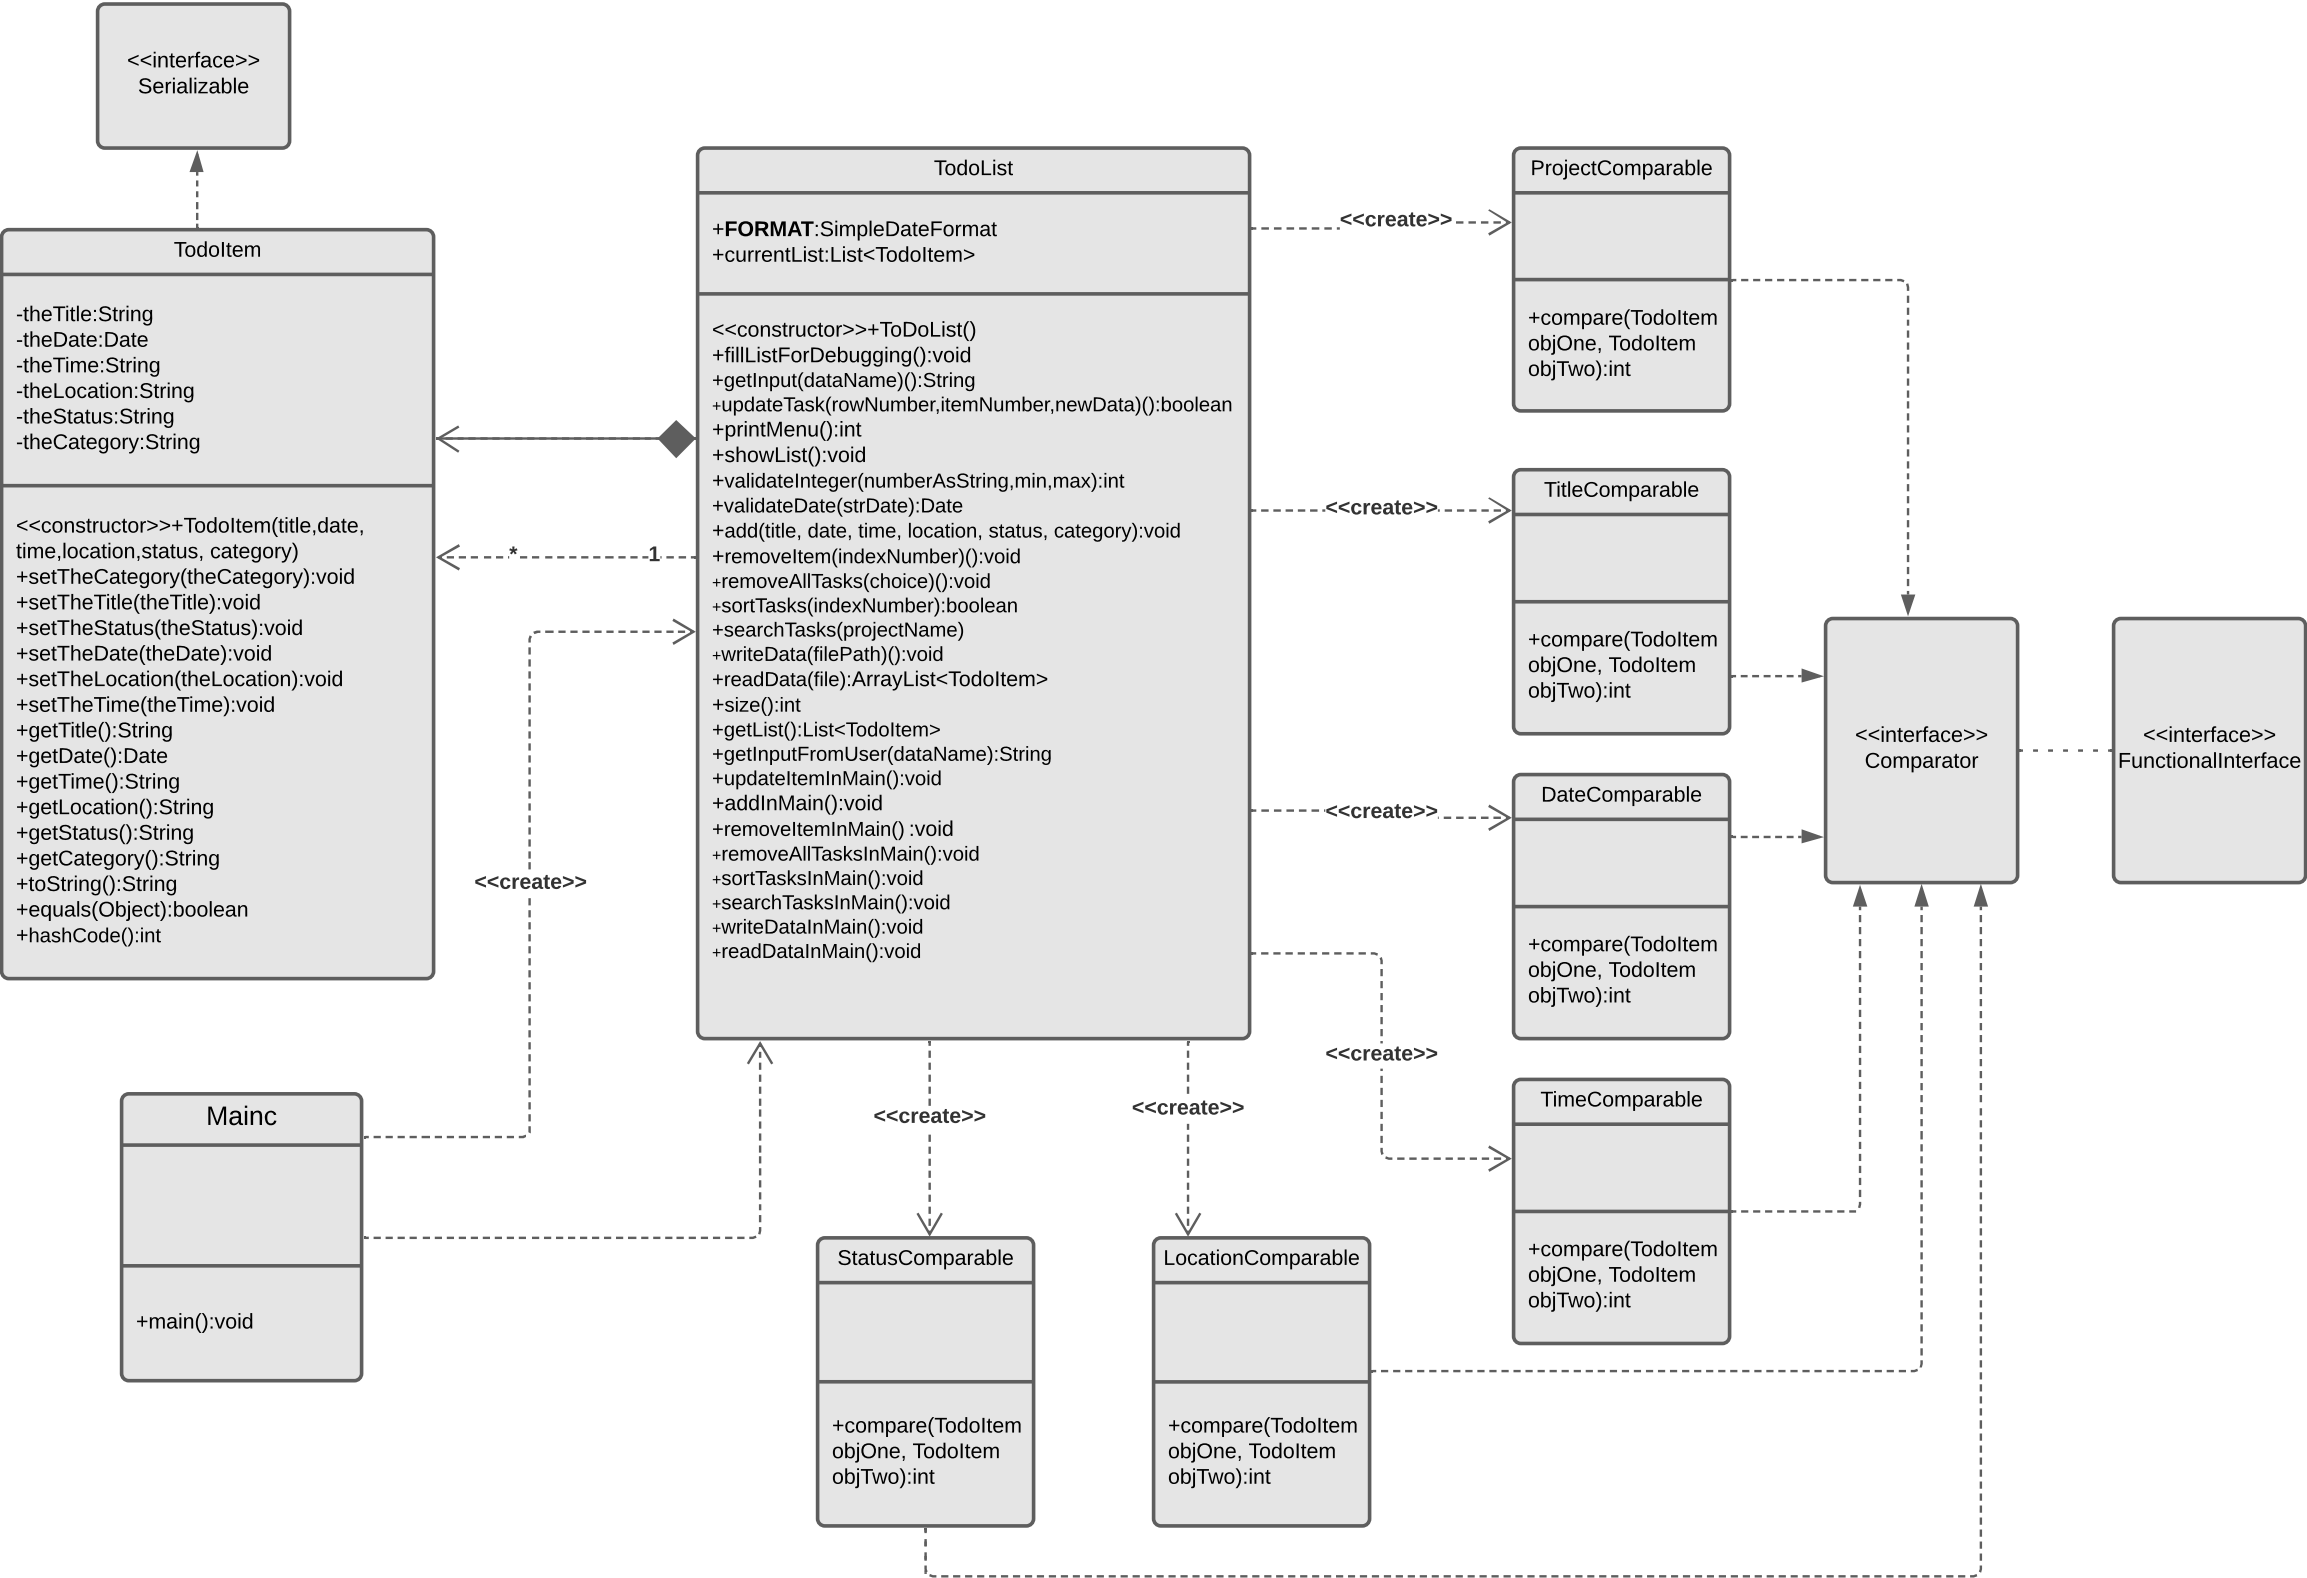 <<interface>>
Serializable
TodoItem
-theTitle:String
-theDate:Date
-theTime:String
-theLocation:String
-theStatus:String
-theCategory:String
<<constructor>>+TodoItem(title,date,
time,location,status, category)
+setTheCategory(theCategory):void
+setTheTitle(theTitle):void
+setTheStatus(theStatus):void
+setTheDate(theDate):void
+setTheLocation(theLocation):void
+setTheTime(theTime):void
+getTitle():String
+getDate():Date
+getTime():String
+getLocation():String
+getStatus():String
+getCategory():String
+toString():String
+equals(Object):boolean
+hashCode():int
*
1
<<create>>
Mainc
+main():void
TodoList
+FORMAT:SimpleDateFormat
+currentList:List<TodoItem>
<<constructor>>+ToDoList()
+fillListForDebugging():void
+getInput(dataName)():String
+updateTask(rowNumber,itemNumber,newData)():boolean
+printMenu():int
+showList():void
+validateInteger(numberAsString,min,max):int
+validateDate(strDate):Date
+add(title, date, time, location, status, category):void
+removeItem(indexNumber)():void
+removeAllTasks(choice)():void
+sortTasks(indexNumber):boolean
+searchTasks(projectName)
+writeData(filePath)():void
+readData(file):ArrayList<TodoItem>
+size():int
+getList():List<TodoItem>
+getInputFromUser(dataName):String
+updateItemInMain():void
+addInMain():void
+removeItemInMain() :void
+removeAllTasksInMain():void
+sortTasksInMain():void
+searchTasksInMain():void
+writeDataInMain():void
+readDataInMain():void
<<create>>
<<create>>
<<create>>
<<create>>
<<create>>
<<create>>
StatusComparable
+compare(TodoItem
objOne, TodoItem
objTwo):int
LocationComparable
+compare(TodoItem
objOne, TodoItem
objTwo):int
ProjectComparable
+compare(TodoItem
objOne, TodoItem
objTwo):int
TitleComparable
+compare(TodoItem
objOne, TodoItem
objTwo):int
DateComparable
+compare(TodoItem
objOne, TodoItem
objTwo):int
TimeComparable
+compare(TodoItem
objOne, TodoItem
objTwo):int
<<interface>>
Comparator
<<interface>>
FunctionalInterface